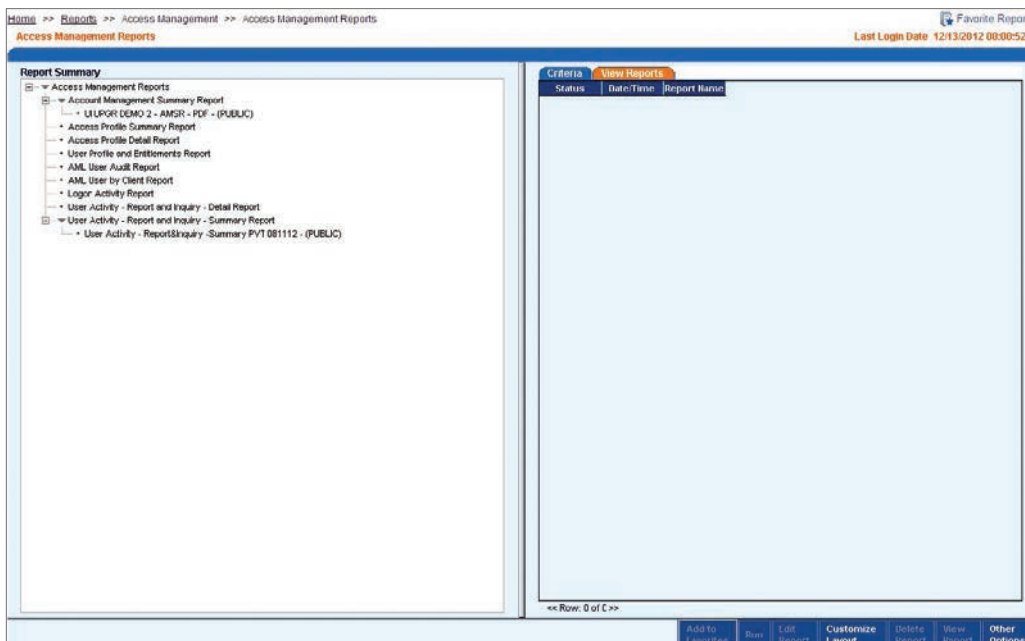 Home >> Reports >> Access Management >> Access Management Reports
Favorite Repor
Access Management Reports
Last Login Date 12/13/2012 00:00:52
Report Summary
Access Management Reports
Account Management Summary Report
UI UPGR DEMO 2 - AMSR - PDF - (PUBLIC)
Access Profile Summary Report
Access Profile Detail Report
User Profile and Entitlements Report
AML User Audit Report
AML User by Client Report
Logon Activity Report
User Activity - Report and Inquiry - Detail Report
User Activity - Report and Inquiry - Summary Report
User Activity - Report&Inquiry -Summary PVT 081112 - (PUBLIC)
Criteria
View Reports
Status Date/Time Report Name
<< Row: 0 of 0 >>
Add to Favorites
Run
Edit Report
Customize Layout
Delete Report
View Report
Other Options